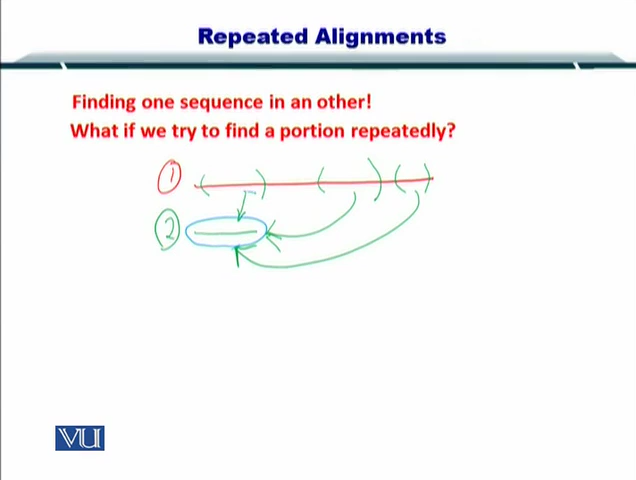 Repeated Alignments
Finding one sequence in an other!
What if we try to find a portion repeatedly?
1
2
VU